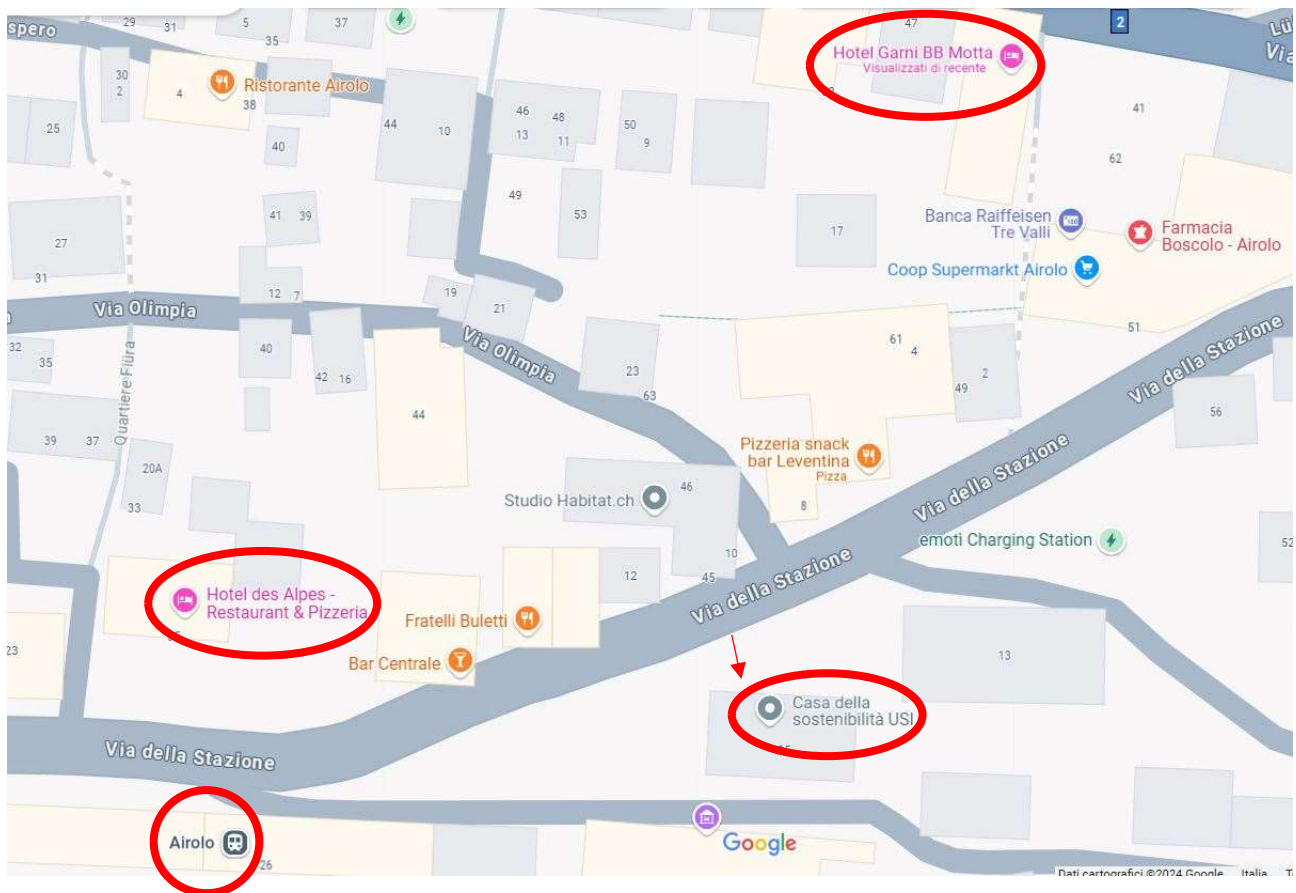 spero
29
31
5
35
37
47
2
Lü
Via
Hotel Garni BB Motta
Visualizzati di recente
30
2
4
Ristorante Airolo
38
25
40
44
10
46
48
13
11
50
9
41
62
49
53
41
39
17
Banca Raiffeisen
Tre Valli
Farmacia
Boscolo - Airolo
27
31
Coop Supermarkt Airolo
12
7
19
21
Via Olimpia
Via Olimpia
51
Via della Stazione
32
35
40
42
16
23
63
61
4
2
49
Quartiere Fiüra
44
56
39
37
Pizzeria snack
bar Leventina
Pizza
Via della Stazione
20A
33
46
Studio Habitat.ch
8
emotì Charging Station
52
10
45
12
Via della Stazione
Hotel des Alpes -
Restaurant & Pizzeria
Fratelli Buletti
Bar Centrale
23
13
Casa della
sostenibilità USI
Via della Stazione
Airolo
26
Google
Dati cartografici ©2024 Google
Italia